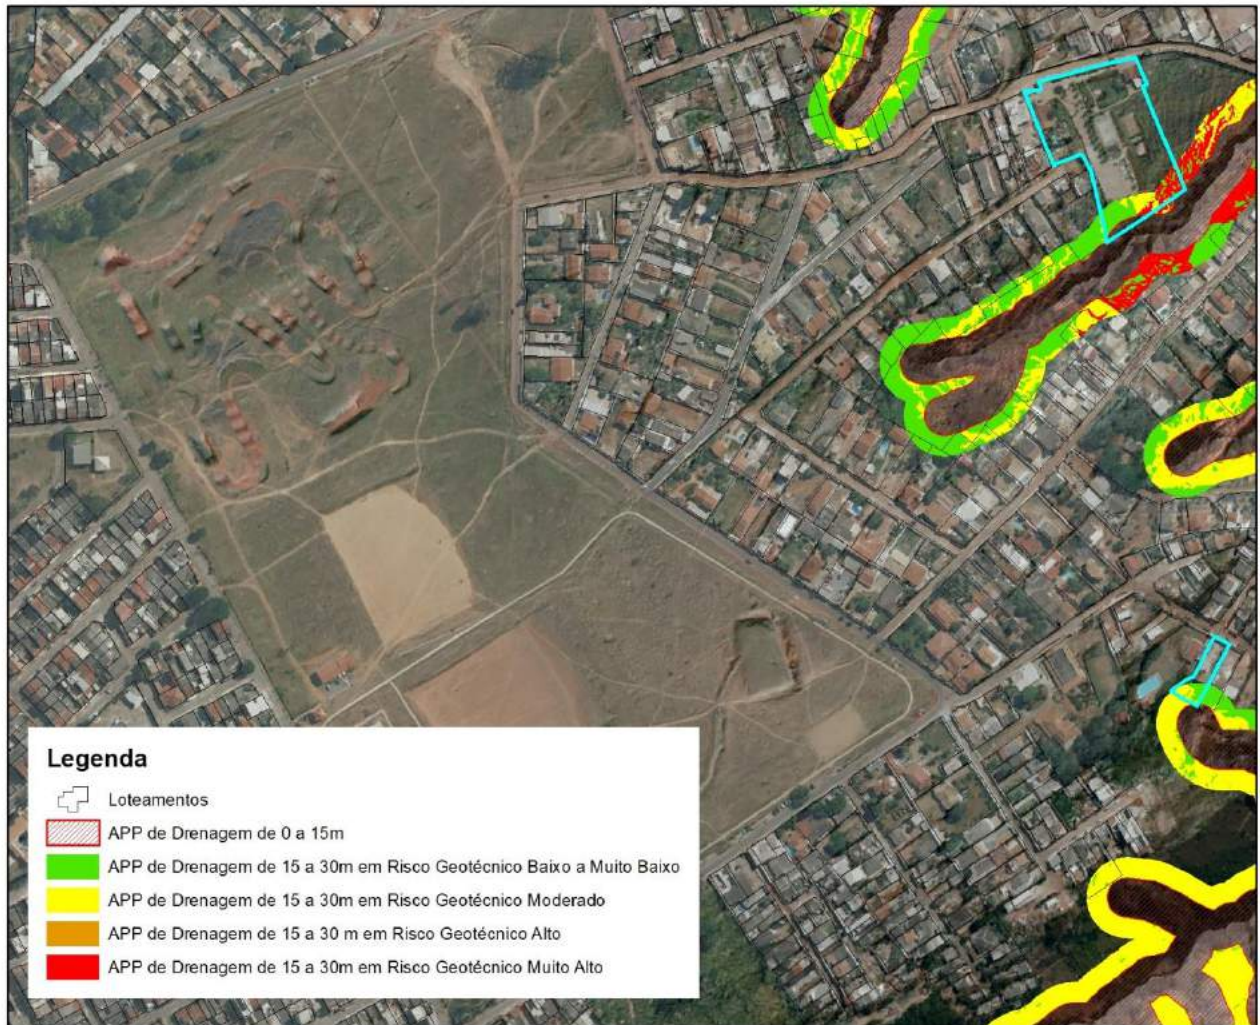 Legenda
Loteamentos
APP de Drenagem de 0 a 15m
APP de Drenagem de 15 a 30m em Risco Geotécnico Baixo a Muito Baixo
APP de Drenagem de 15 a 30m em Risco Geotécnico Moderado
APP de Drenagem de 15 a 30 m em Risco Geotécnico Alto
APP de Drenagem de 15 a 30m em Risco Geotécnico Muito Alto